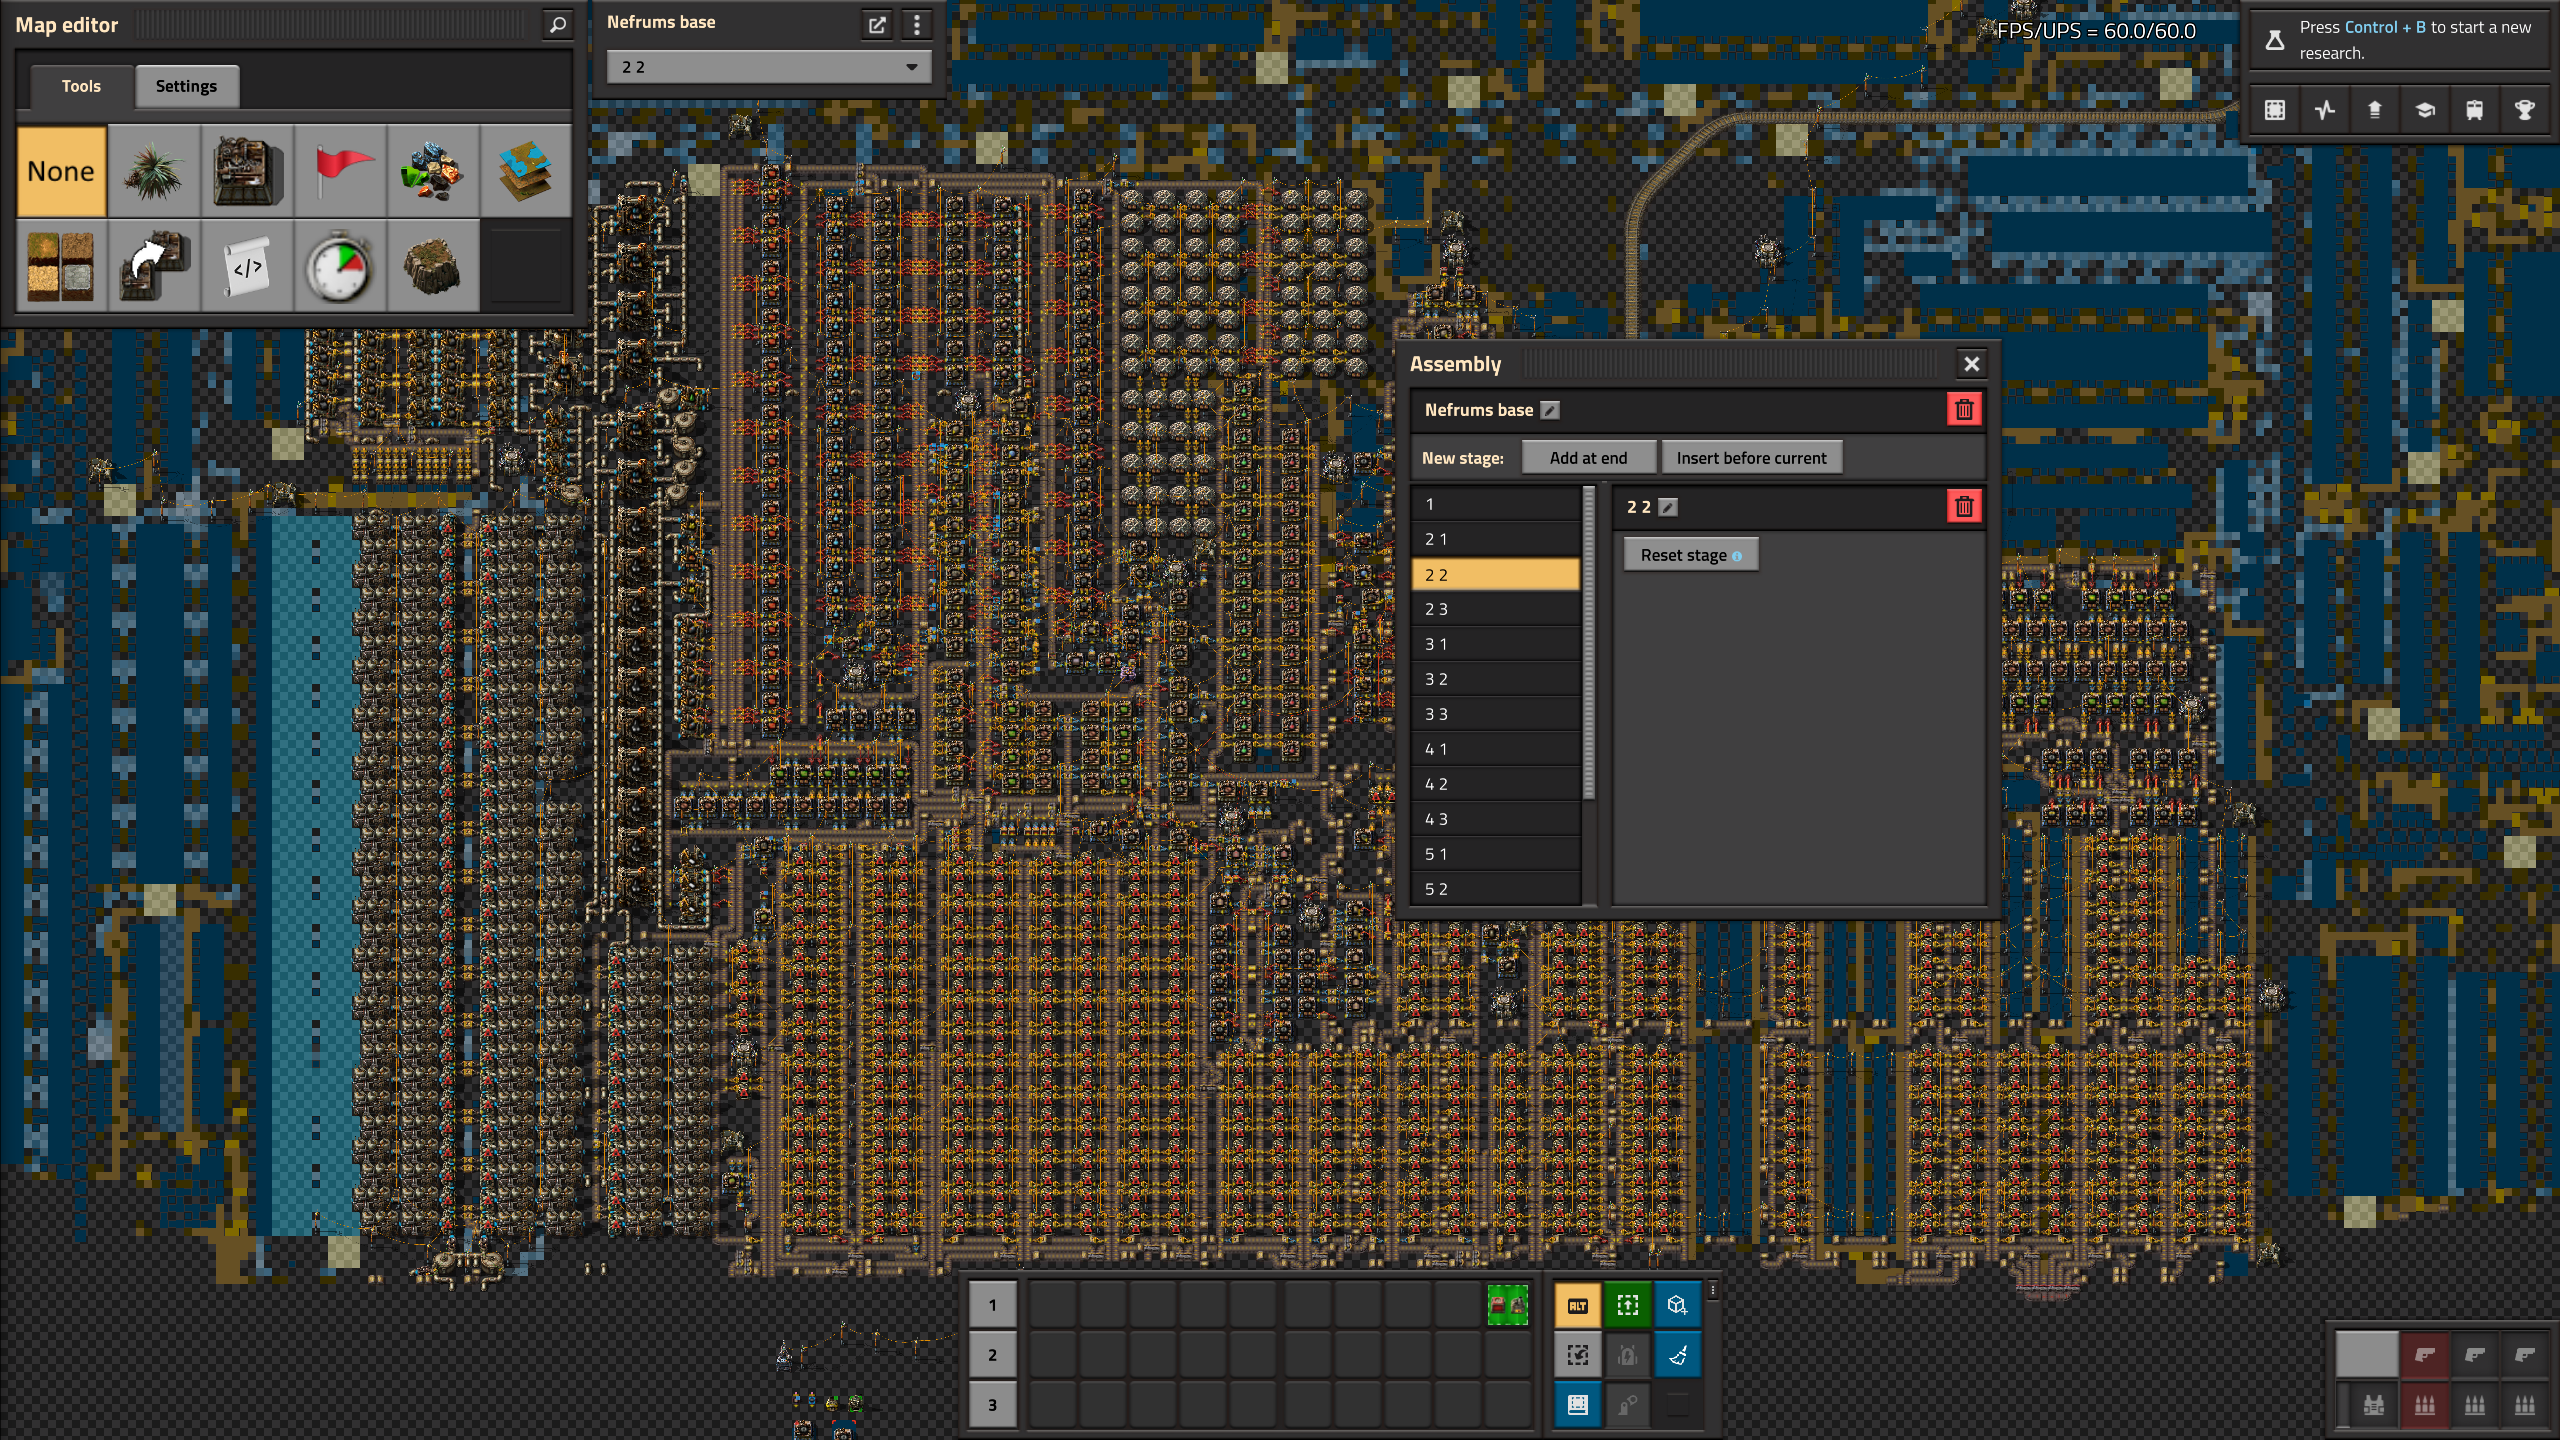 Map editor
Tools
Settings
None
</>
Nefrums base
2 2
FPS/UPS = 60.0/60.0
Press Control + B to start a new
research.
Assembly
Nefrums base
New stage:
Add at end
Insert before current
1
2 1
2 2
2 3
3 1
3 2
3 3
4 1
4 2
4 3
5 1
5 2
2 2
Reset stage
1
2
3
ALT